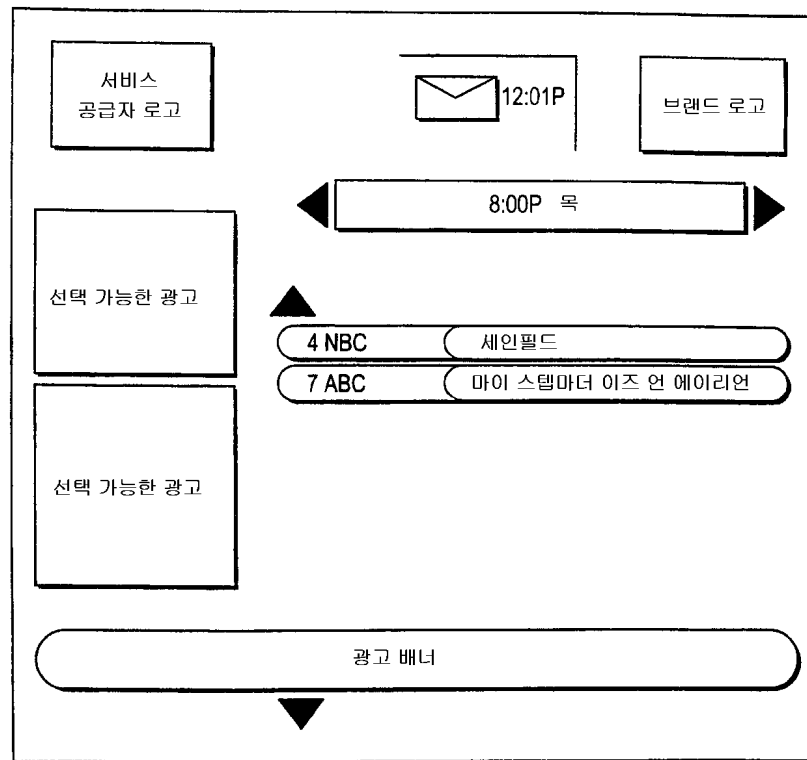 서비스
공급자 로고
12:01P
브랜드 로고
8:00P 목
선택 가능한 광고
4 NBC 세인필드
7 ABC 마이 스텝마더 이즈 언 에이리언
선택 가능한 광고
광고 배너